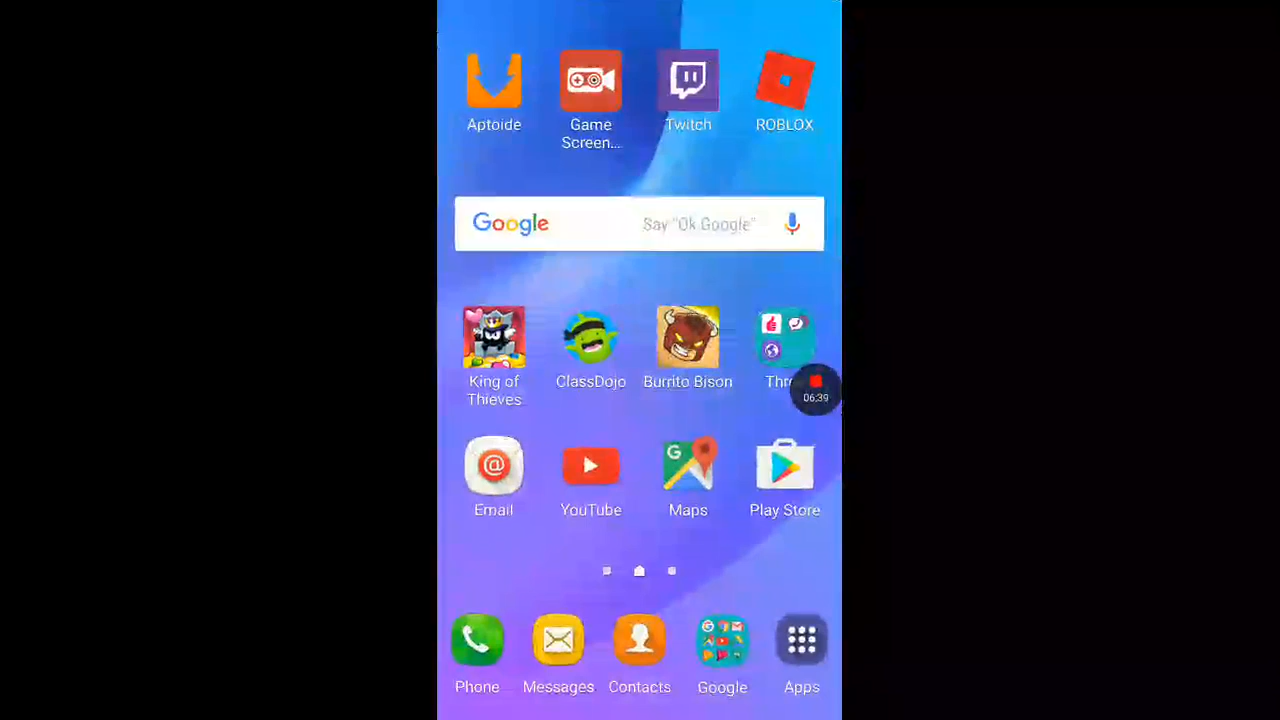 Aptoide
Game
Screen...
Twitch
ROBLOX
Google
Say "Ok Google"
King of
Thieves
ClassDojo
Burrito Bison
Thr
06:39
Email
YouTube
Maps
Play Store
Phone
Messages
Contacts
Google
Apps